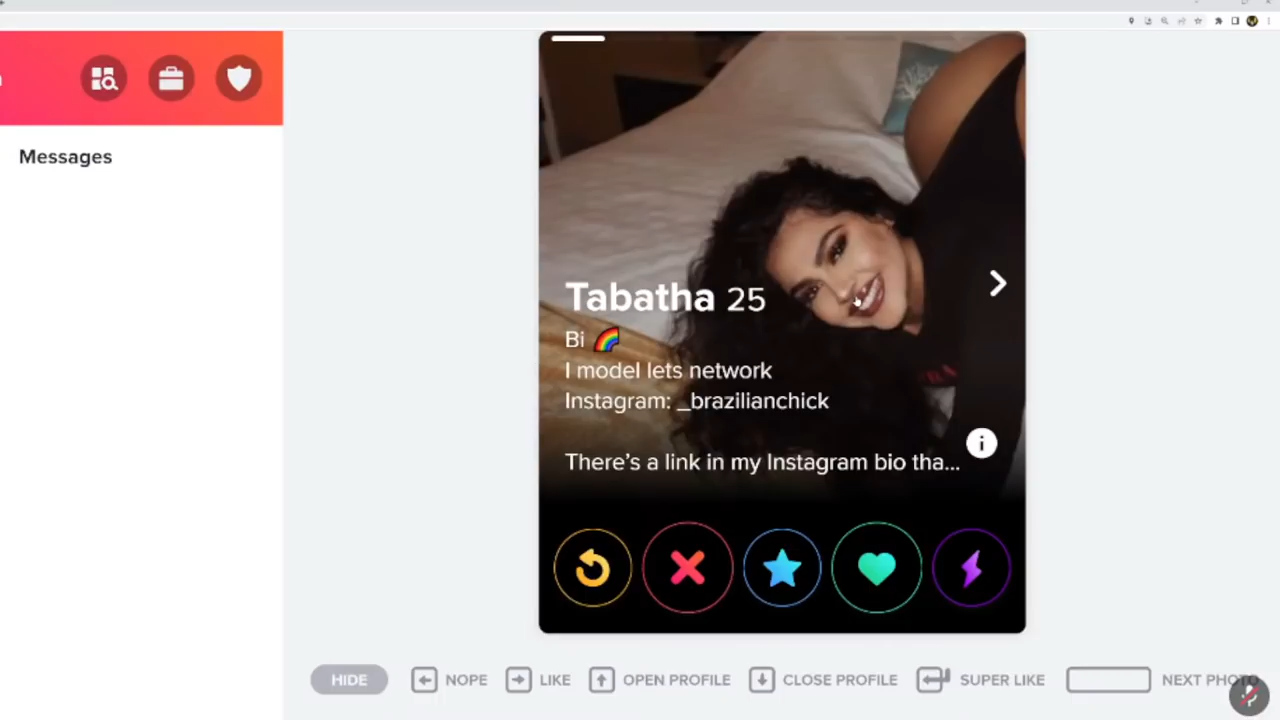 Messages
Tabatha 25
Bi 🌈
I model lets network
Instagram: _brazilianchick
There's a link in my Instagram bio tha...
HIDE
NOPE
LIKE
OPEN PROFILE
CLOSE PROFILE
SUPER LIKE
NEXT PHOTO